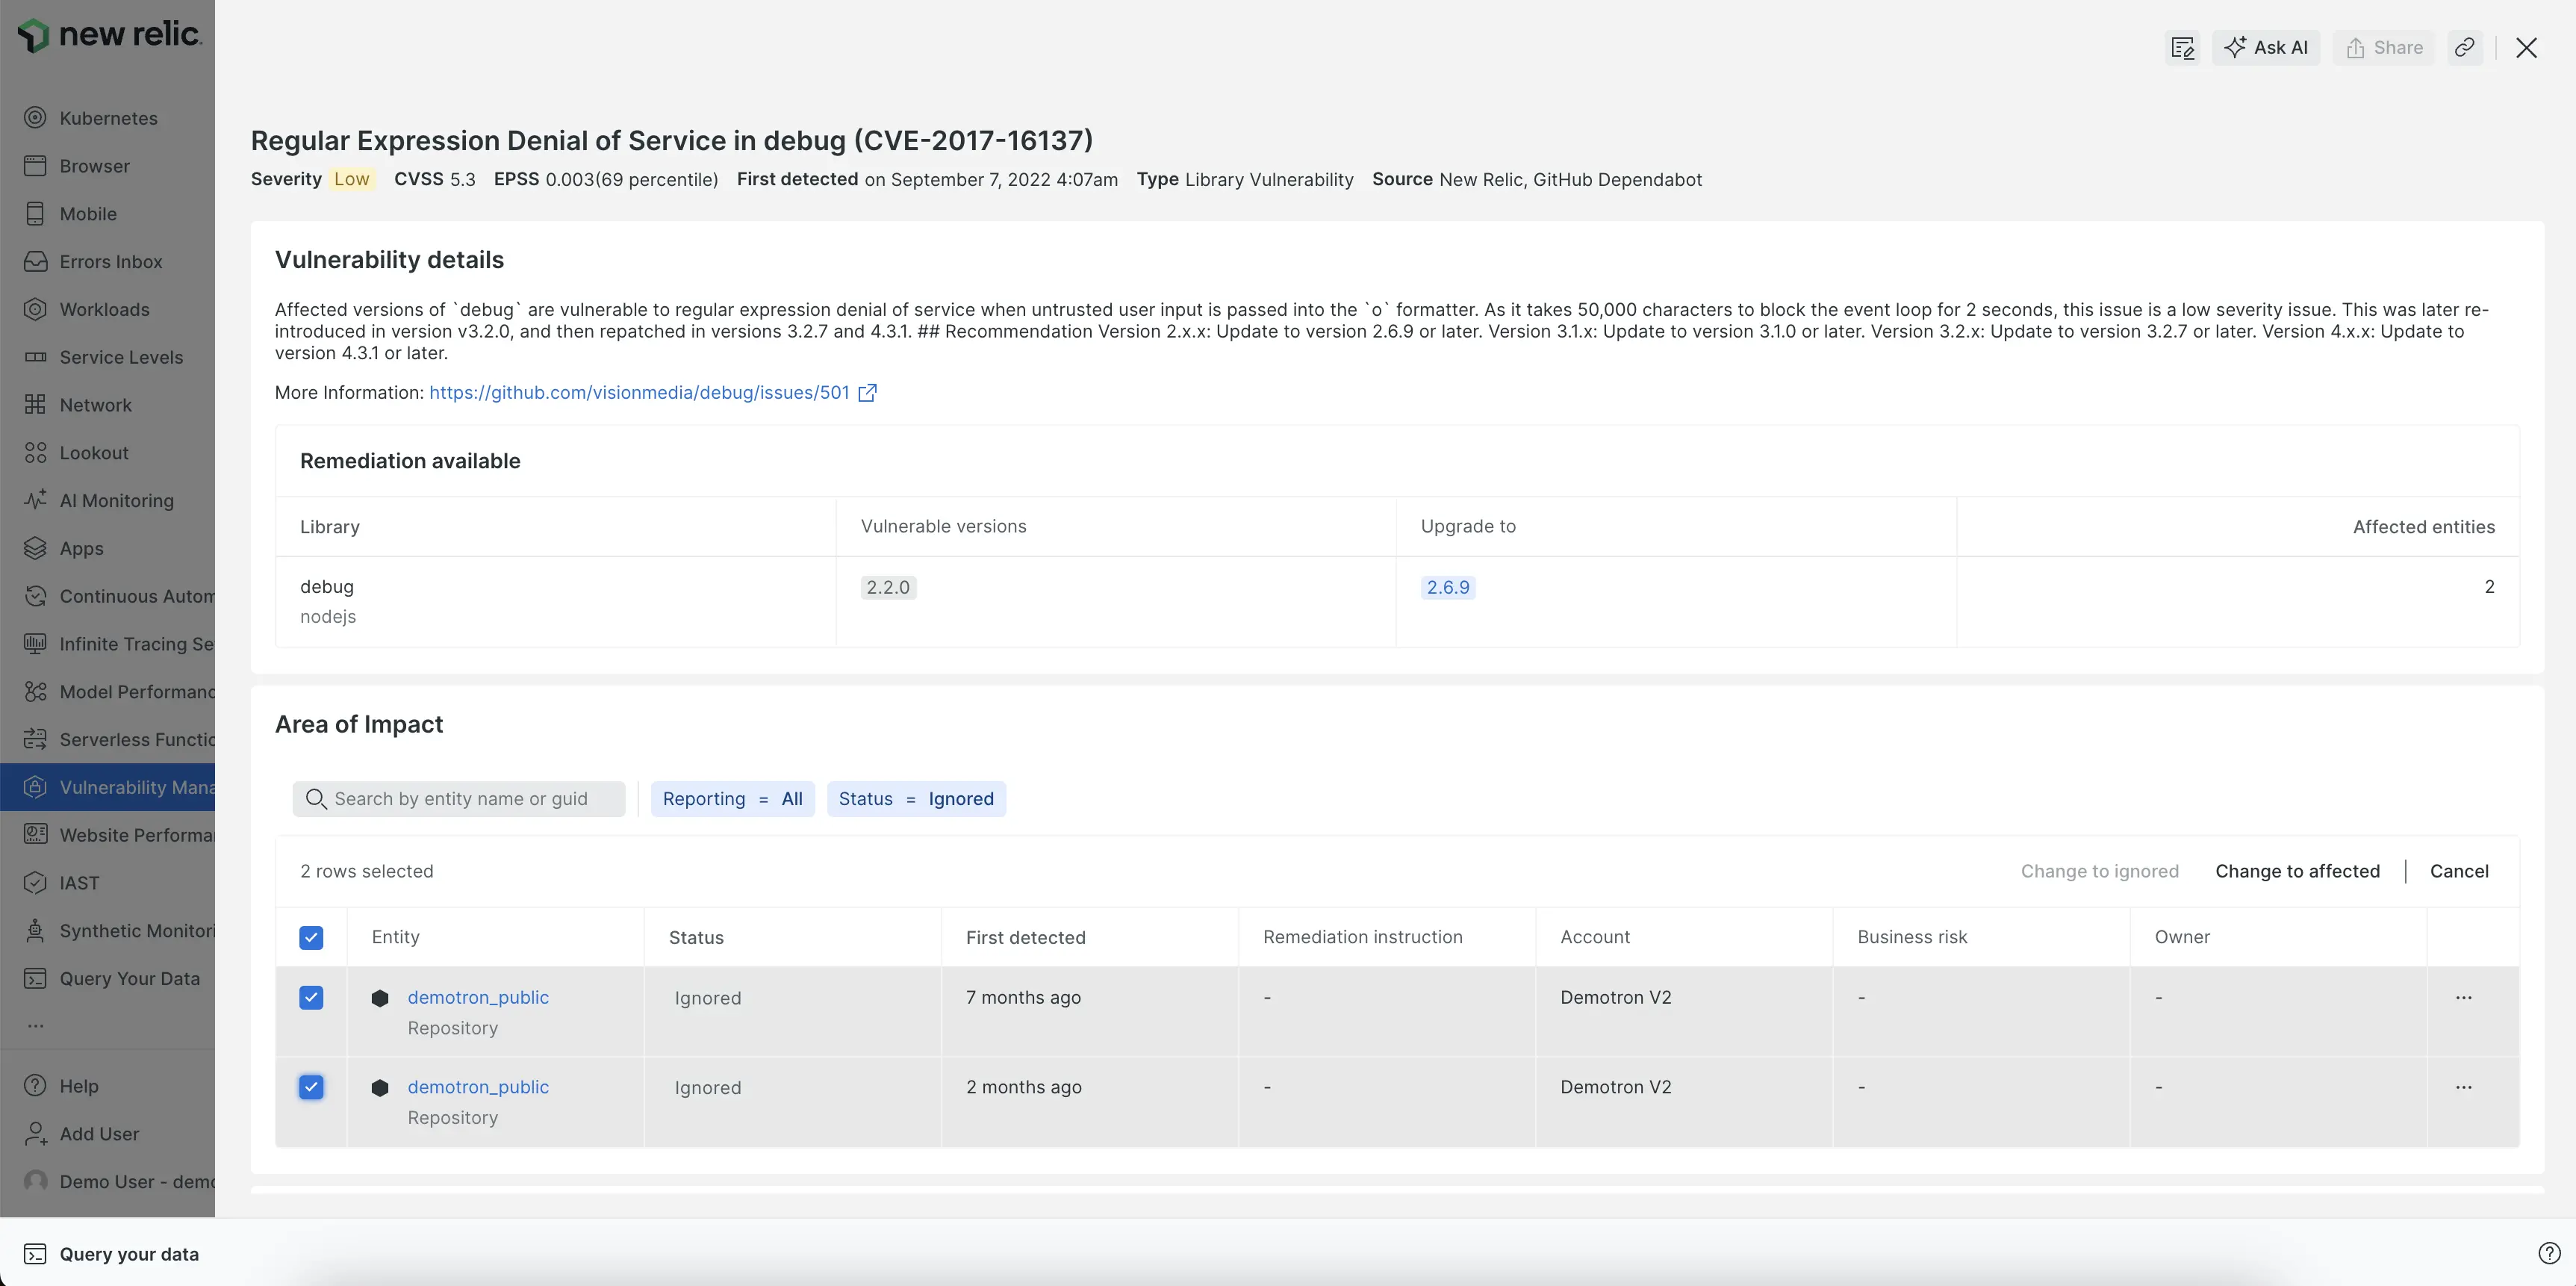 new relic.
Ask AI
Share
Kubernetes
Browser
Mobile
Errors Inbox
Workloads
Service Levels
Network
Lookout
AI Monitoring
Apps
Continuous Autom
Infinite Tracing Se
Model Performanc
Serverless Functio
Vulnerability Mana
Website Performa
IAST
Synthetic Monitori
Query Your Data
...
Help
Add User
Demo User - demo
Regular Expression Denial of Service in debug (CVE-2017-16137)
Severity Low CVSS 5.3 EPSS 0.003(69 percentile) First detected on September 7, 2022 4:07am Type Library Vulnerability Source New Relic, GitHub Dependabot
Vulnerability details
Affected versions of `debug` are vulnerable to regular expression denial of service when untrusted user input is passed into the `o` formatter. As it takes 50,000 characters to block the event loop for 2 seconds, this issue is a low severity issue. This was later re-
introduced in version v3.2.0, and then repatched in versions 3.2.7 and 4.3.1. ## Recommendation Version 2.x.x: Update to version 2.6.9 or later. Version 3.1.x: Update to version 3.1.0 or later. Version 3.2.x: Update to version 3.2.7 or later. Version 4.x.x: Update to
version 4.3.1 or later.
More Information: https://github.com/visionmedia/debug/issues/501
Remediation available
Library Vulnerable versions Upgrade to Affected entities
debug 2.2.0 2.6.9 2
nodejs
Area of Impact
Search by entity name or guid Reporting = All Status = Ignored
2 rows selected Change to ignored Change to affected Cancel
Entity Status First detected Remediation instruction Account Business risk Owner
demotron_public Ignored 7 months ago - Demotron V2 - - ...
Repository
demotron_public Ignored 2 months ago - Demotron V2 - - ...
Repository
Query your data